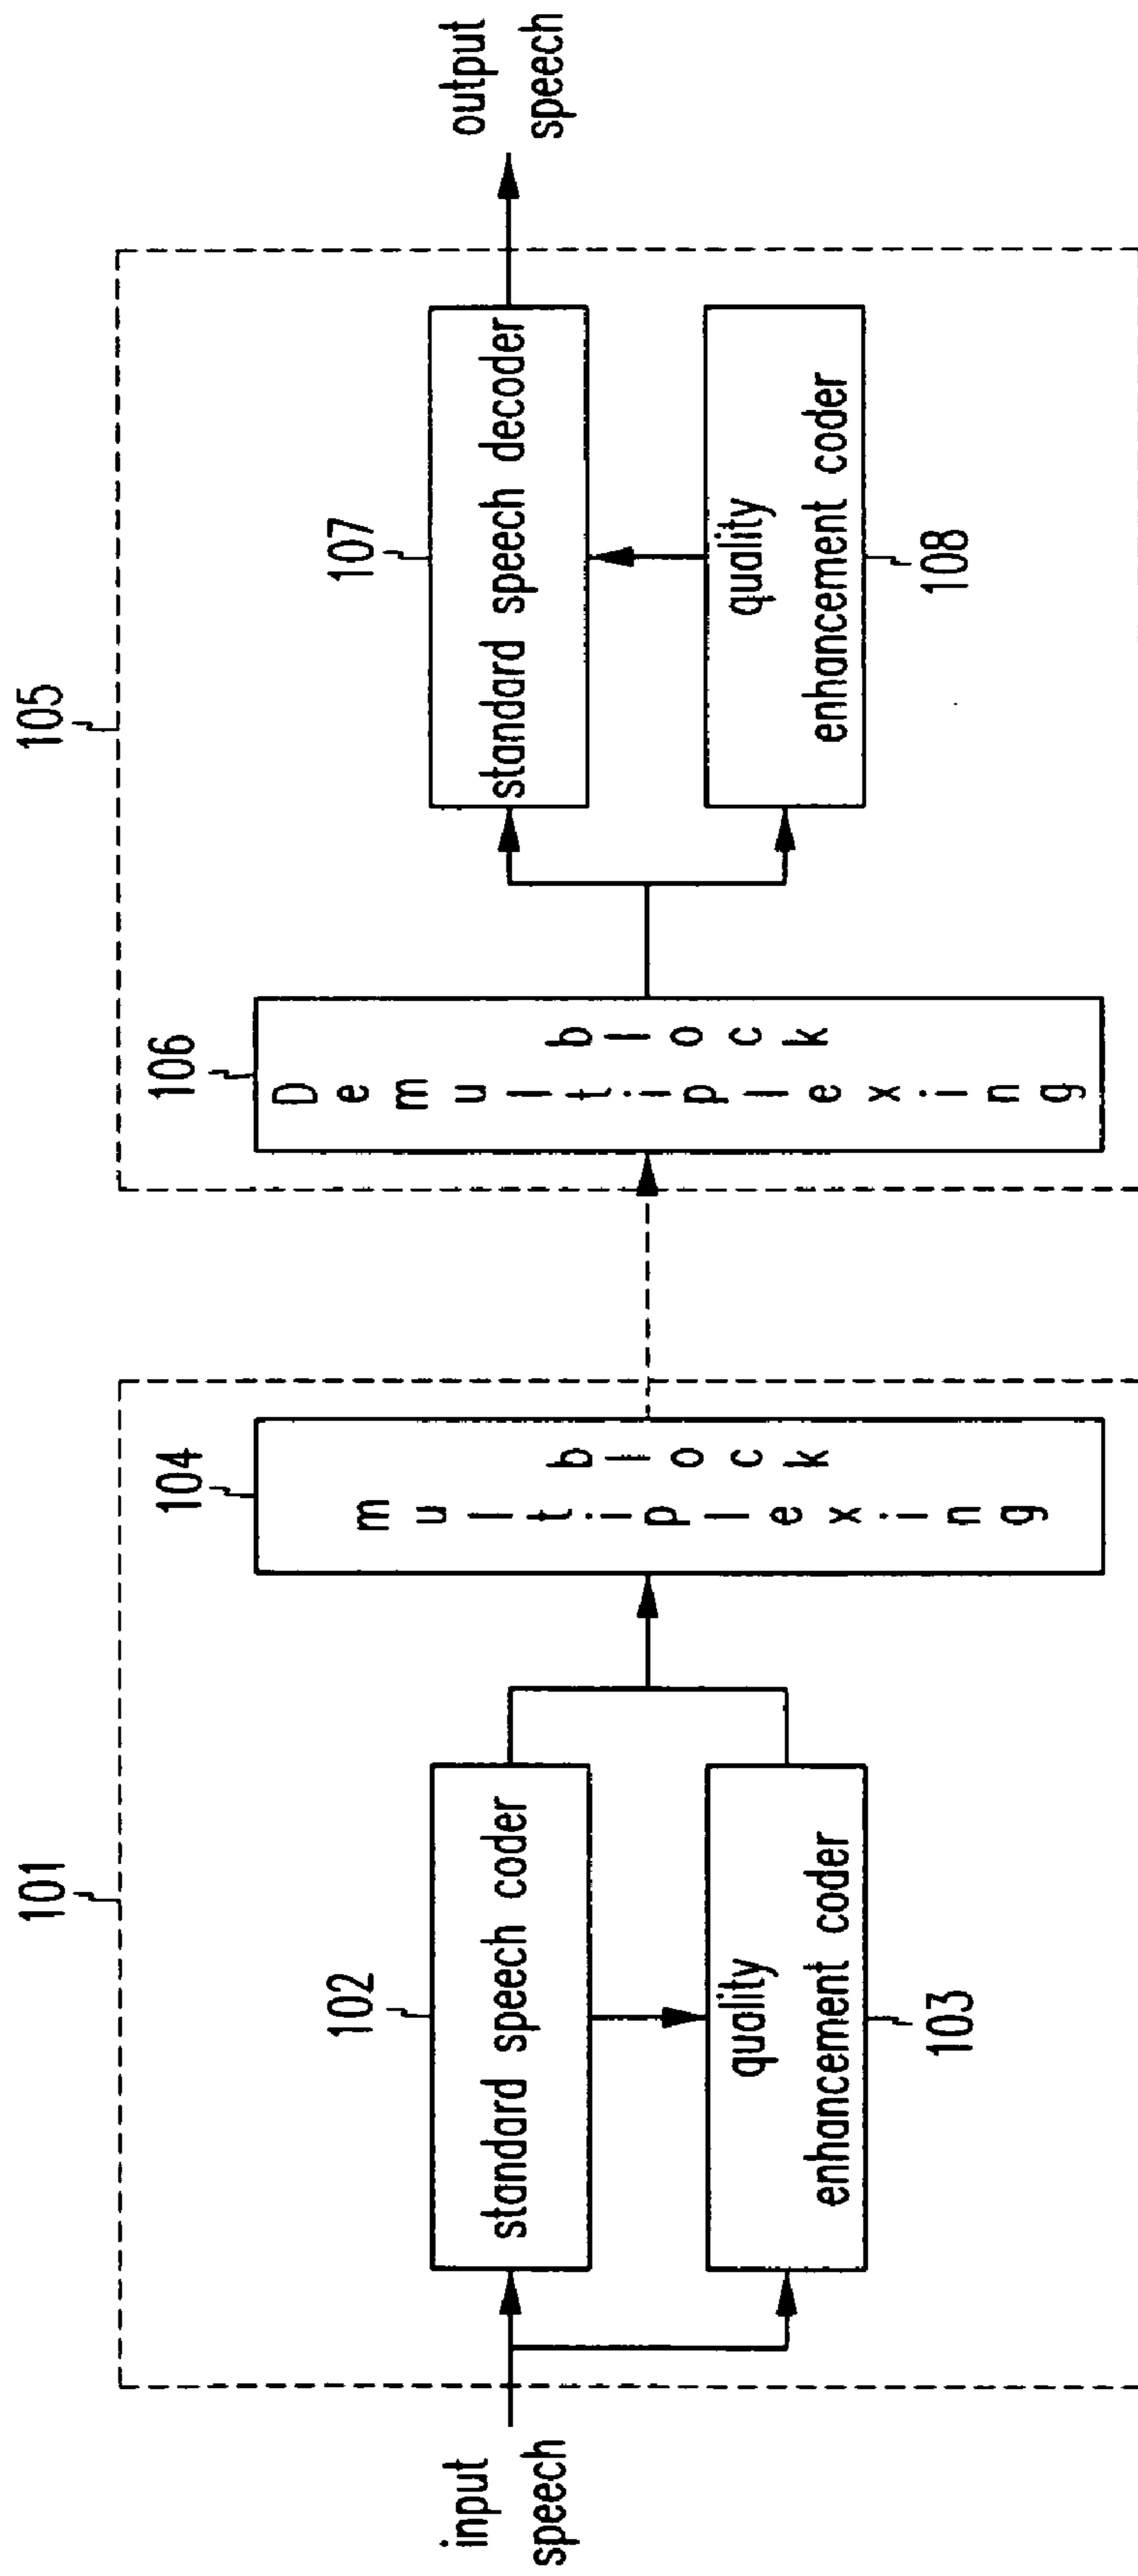 101
105
102
107
104
106
input
speech
standard speech coder
quality
enhancement coder
103
multiplexing
block
Demultiplexing
block
standard speech decoder
quality
enhancement coder
108
output
speech